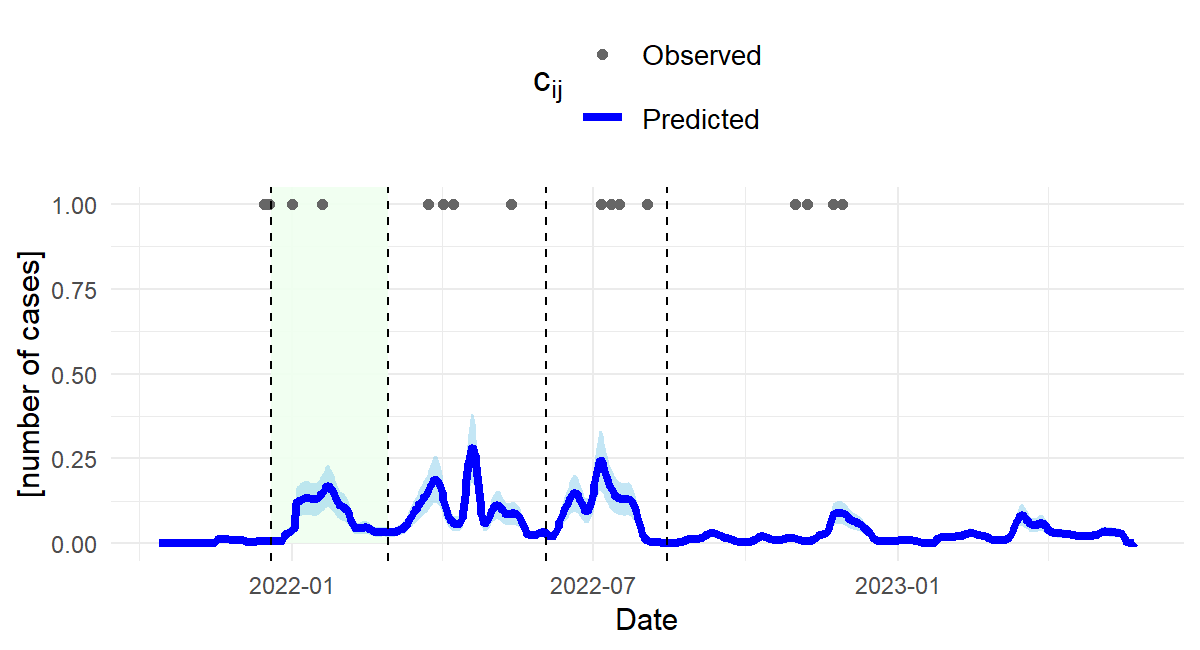 c_ij
Observed
Predicted
[number of cases]
1.00
0.75
0.50
0.25
0.00
2022-01
2022-07
2023-01
Date